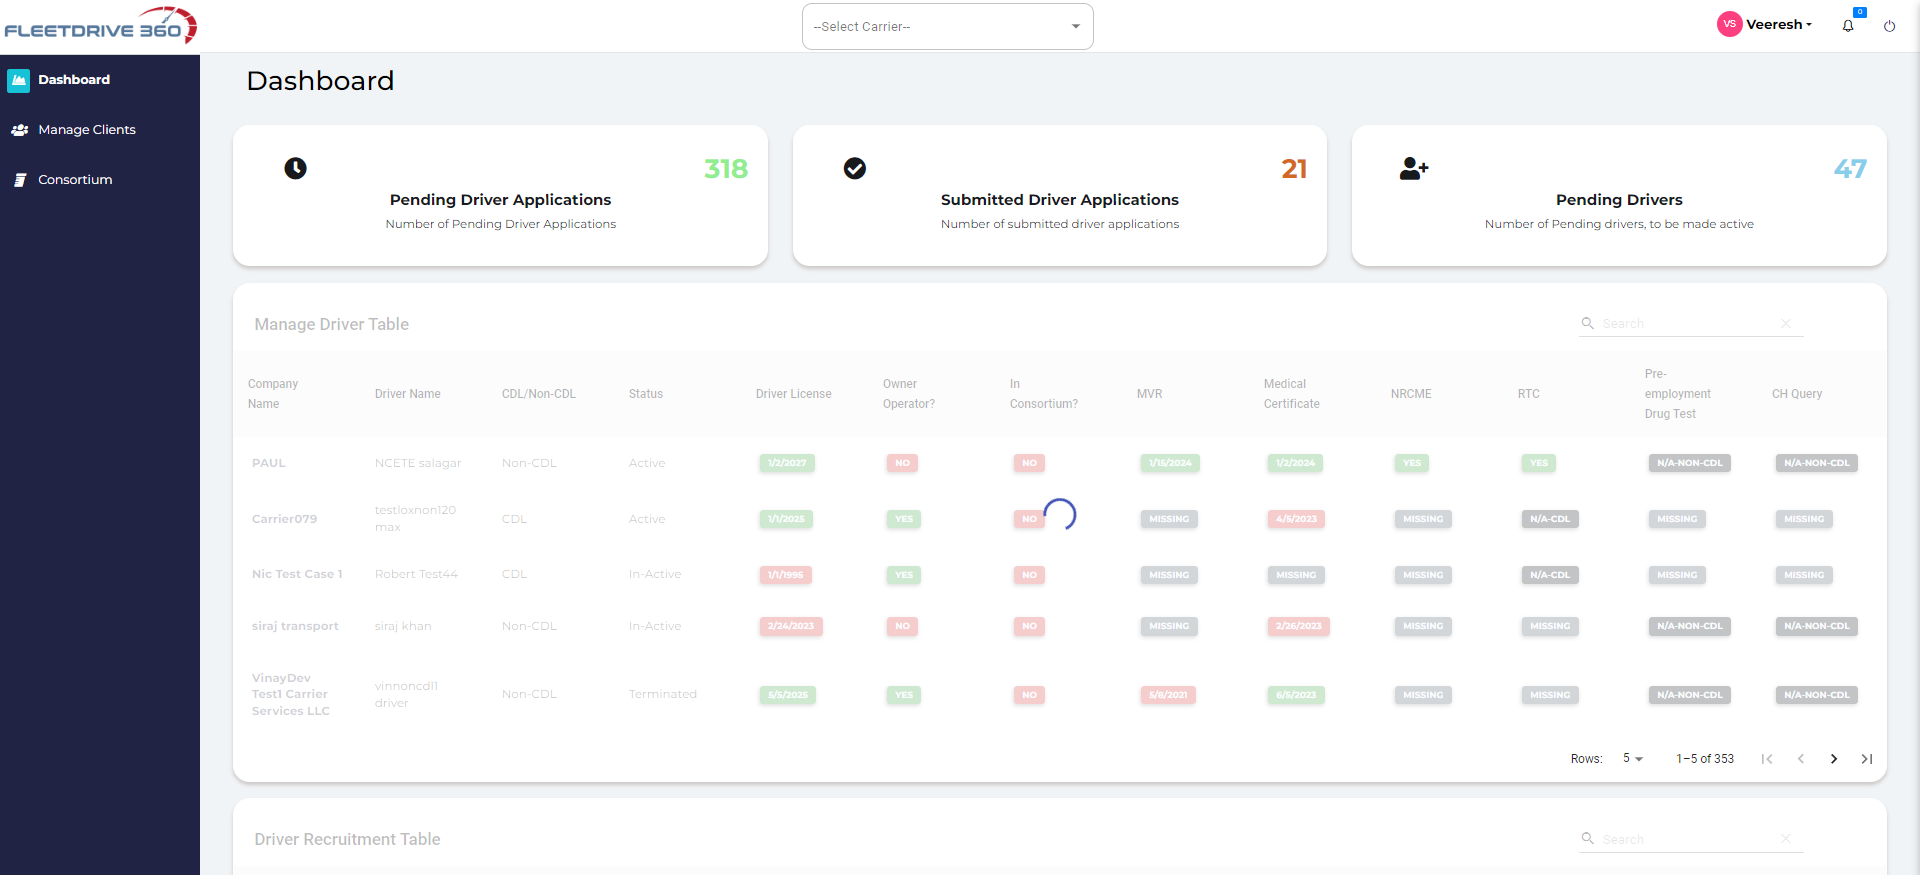 FLEETDRIVE 360
--Select Carrier--
VS Veeresh
0
Dashboard
Manage Clients
Consortium
Dashboard
318
Pending Driver Applications
Number of Pending Driver Applications
21
Submitted Driver Applications
Number of submitted driver applications
47
Pending Drivers
Number of Pending drivers, to be made active
Manage Driver Table
Search
Company Name Driver Name CDL/Non-CDL Status Driver License Owner Operator? In Consortium? MVR Medical Certificate NRCME RTC Pre-employment Drug Test CH Query
PAUL NCETE salagar Non-CDL Active 1/2/2027 NO NO 1/15/2024 1/2/2024 YES YES N/A-NON-CDL N/A-NON-CDL
Carrier079 testloxnon120 max CDL Active 1/1/2025 YES NO MISSING 4/5/2023 MISSING N/A-CDL MISSING MISSING
Nic Test Case 1 Robert Test44 CDL In-Active 1/1/1995 YES NO MISSING MISSING MISSING N/A-CDL MISSING MISSING
siraj transport siraj khan Non-CDL In-Active 2/24/2023 NO NO MISSING 2/26/2023 MISSING MISSING N/A-NON-CDL N/A-NON-CDL
VinayDev Test1 Carrier Services LLC vinnoncdl1 driver Non-CDL Terminated 5/5/2025 YES NO 5/8/2021 6/5/2023 MISSING MISSING N/A-NON-CDL N/A-NON-CDL
Rows: 5 1–5 of 353
Driver Recruitment Table
Search